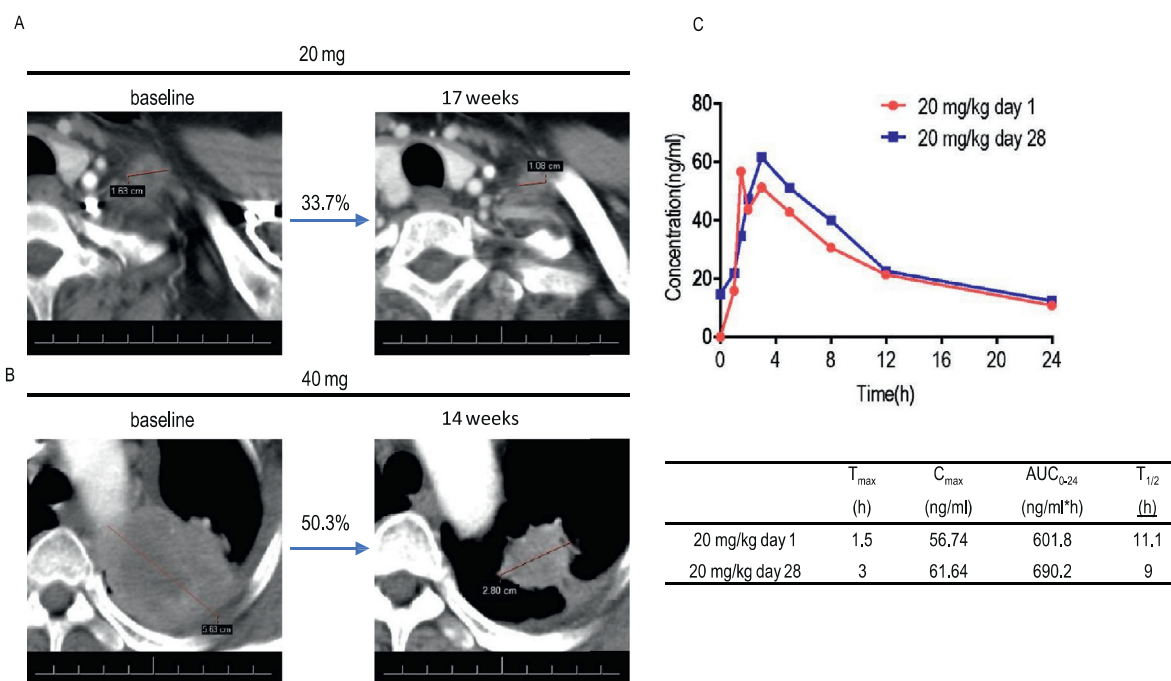 A
20 mg
baseline
17 weeks
1.63 cm
33.7%
1.08 cm
B
40 mg
baseline
14 weeks
5.63 cm
50.3%
2.80 cm
C
20 mg/kg day 1
20 mg/kg day 28
Concentration(ng/ml)
80
60
40
20
0
0 4 8 12 16 20 24
Time(h)
Tmax Cmax AUC0-24 T1/2
(h) (ng/ml) (ng/ml*h) (h)
20 mg/kg day 1 1.5 56.74 601.8 11.1
20 mg/kg day 28 3 61.64 690.2 9